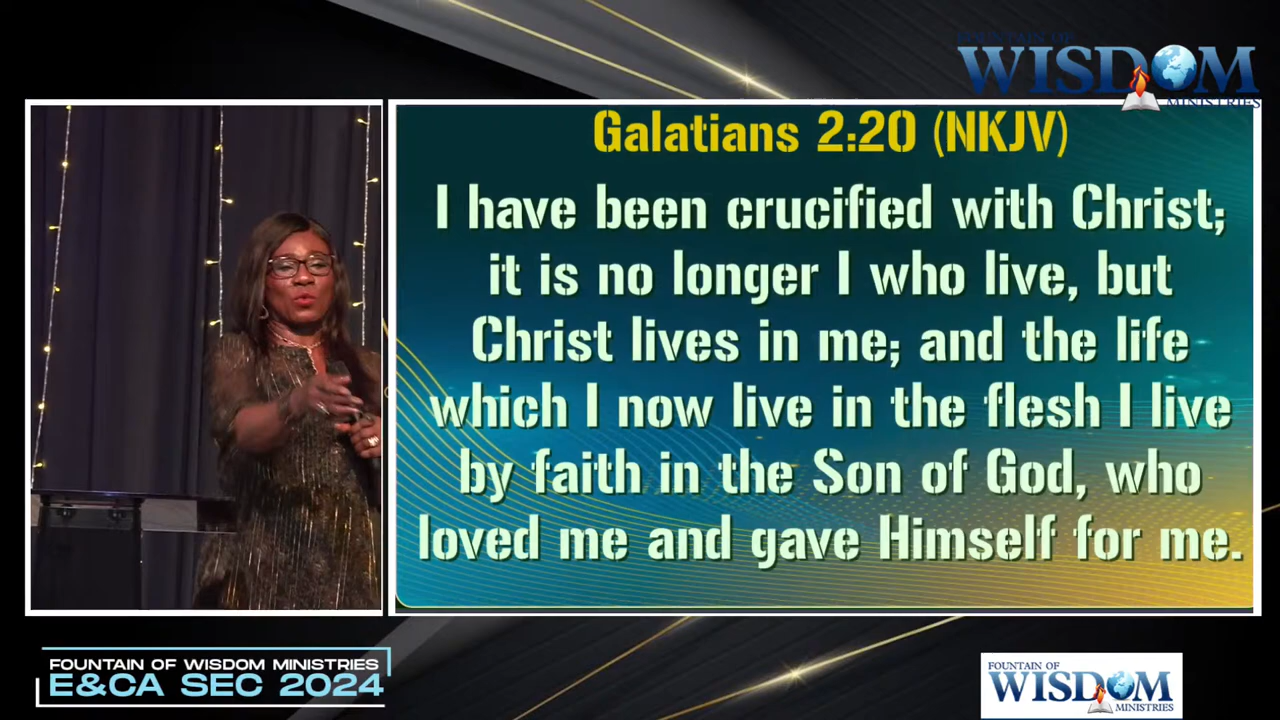 FOUNTAIN OF
WISDOM
MINISTRIES
Galatians 2:20 (NKJV)
I have been crucified with Christ;
it is no longer I who live, but
Christ lives in me; and the life
which I now live in the flesh I live
by faith in the Son of God, who
loved me and gave Himself for me.
FOUNTAIN OF WISDOM MINISTRIES
E&CA SEC 2024
FOUNTAIN OF
WISDOM
MINISTRIES